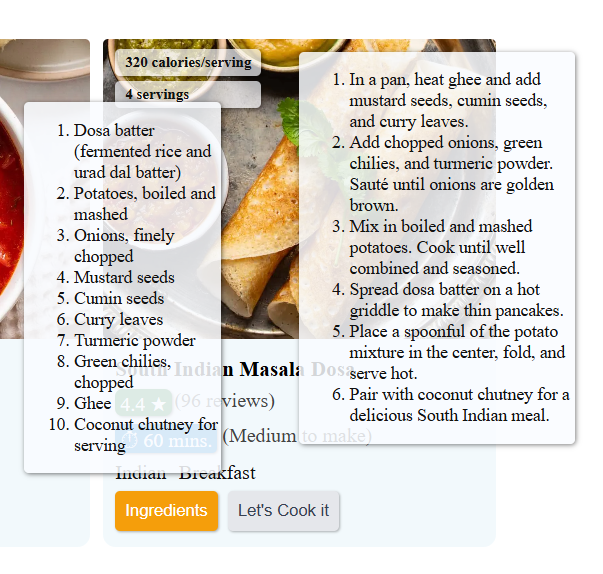 320 calories/serving
4 servings
1. Dosa batter
(fermented rice and
urad dal batter)
2. Potatoes, boiled and
mashed
3. Onions, finely
chopped
4. Mustard seeds
5. Cumin seeds
6. Curry leaves
7. Turmeric powder
8. Green chilies,
chopped
9. Ghee
10. Coconut chutney for
serving
1. In a pan, heat ghee and add
mustard seeds, cumin seeds,
and curry leaves.
2. Add chopped onions, green
chilies, and turmeric powder.
Sauté until onions are golden
brown.
3. Mix in boiled and mashed
potatoes. Cook until well
combined and seasoned.
4. Spread dosa batter on a hot
griddle to make thin pancakes.
5. Place a spoonful of the potato
mixture in the center, fold, and
serve hot.
6. Pair with coconut chutney for a
delicious South Indian meal.
South Indian Masala Dosa
4.4 ★ (96 reviews)
60 mins. (Medium to make)
Indian Breakfast
Ingredients
Let's Cook it